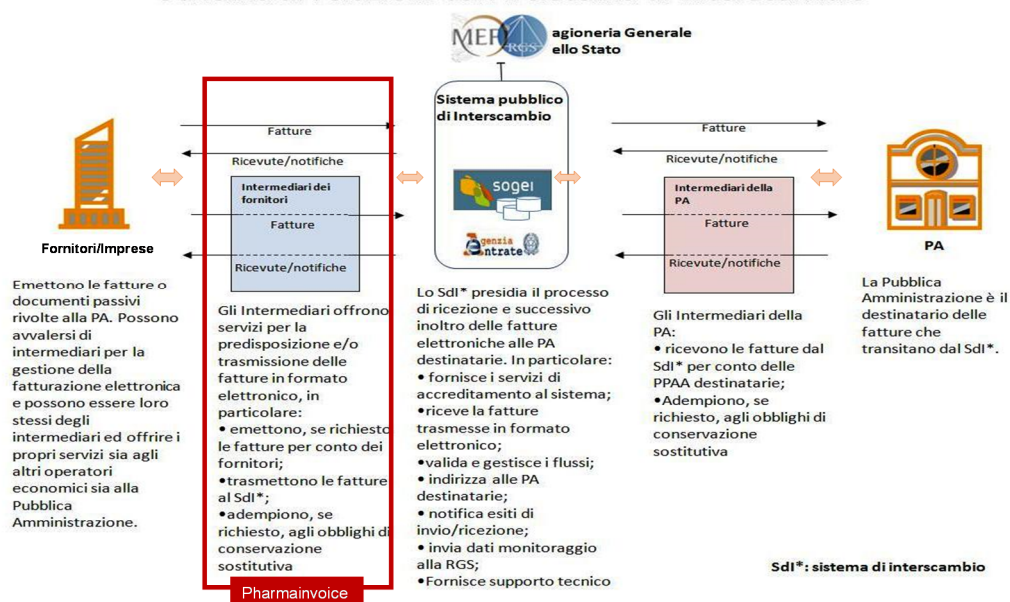 MEF RGS
agioneria Generale
ello Stato
Sistema pubblico
di Interscambio
Fatture
Ricevute/notifiche
Intermediari dei
fornitori
Fatture
Ricevute/notifiche
sogei
Agenzia
Entrate
Fatture
Ricevute/notifiche
Intermediari della
PA
Fatture
Ricevute/notifiche
Fornitori/Imprese
Emettono le fatture o
documenti passivi
rivolte alla PA. Possono
avvalersi di
intermediari per la
gestione della
fatturazione elettronica
e possono essere loro
stessi degli
intermediari ed offrire i
propri servizi sia agli
altri operatori
economici sia alla
Pubblica
Amministrazione.
Gli Intermediari offrono
servizi per la
predisposizione e/o
trasmissione delle
fatture in formato
elettronico, in
particolare:
• emettono, se richiesto
le fatture per conto dei
fornitori;
•trasmettono le fatture
al SdI*;
•adempiono, se
richiesto, agli obblighi di
conservazione
sostitutiva
Pharmainvoice
Lo SdI* presidia il processo
di ricezione e successivo
inoltro delle fatture
elettroniche alle PA
destinatarie. In particolare:
• fornisce i servizi di
accreditamento al sistema;
•riceve la fatture
trasmesse in formato
elettronico;
•valida e gestisce i flussi;
• indirizza alle PA
destinatarie;
• notifica esiti di
invio/ricezione;
• invia dati monitoraggio
alla RGS;
•Fornisce supporto tecnico
Gli Intermediari della
PA:
• ricevono le fatture dal
SdI* per conto delle
PPAA destinatarie;
•Adempiono, se
richiesto, agli obblighi di
conservazione
sostitutiva
PA
La Pubblica
Amministrazione è il
destinatario delle
fatture che
transitano dal SdI*.
SdI*: sistema di interscambio